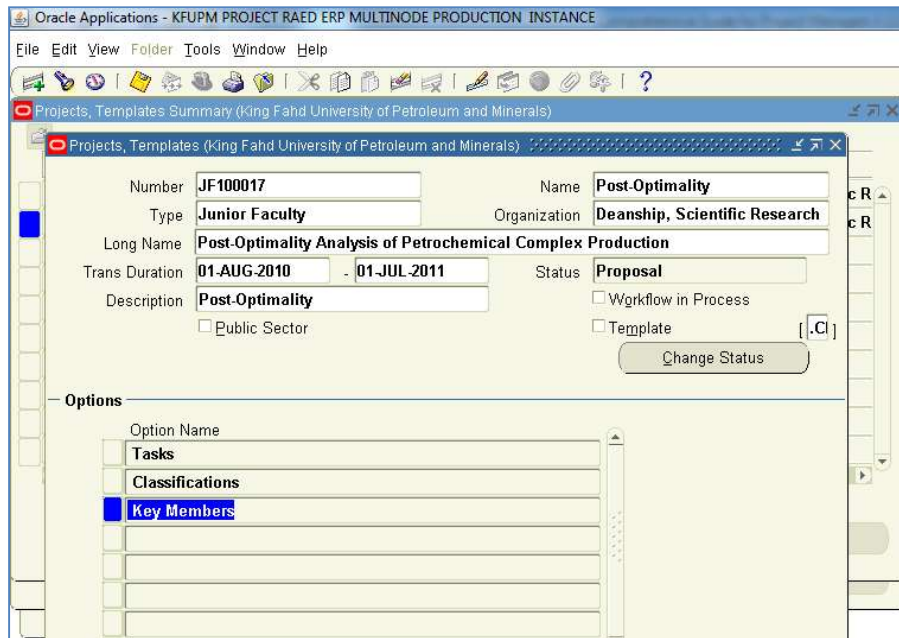 Oracle Applications - KFUPM PROJECT RAED ERP MULTINODE PRODUCTION INSTANCE
File Edit View Folder Tools Window Help
Projects, Templates Summary (King Fahd University of Petroleum and Minerals)
Projects, Templates (King Fahd University of Petroleum and Minerals)
Number JF100017 Name Post-Optimality
c R
Type Junior Faculty Organization Deanship, Scientific Research
c R
Long Name Post-Optimality Analysis of Petrochemical Complex Production
Trans Duration 01-AUG-2010 - 01-JUL-2011 Status Proposal
Description Post-Optimality Workflow in Process
Public Sector Template [ .Cl ]
Change Status
Options
Option Name
Tasks
Classifications
Key Members